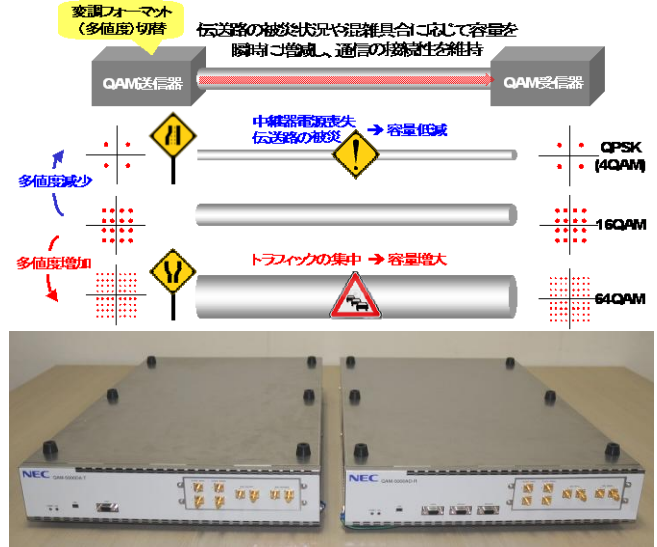 変調フォーマット
(多値度)切替
伝送路の被災状況や混雑具合に応じて容量を
瞬時に増減し、通信の接続性を維持
QAM送信器
QAM受信器
中継器電源喪失
伝送路の被災
→ 容量低減
QPSK
(4QAM)
多値度減少
16QAM
多値度増加
トラフィックの集中 → 容量増大
64QAM
NEC
NEC